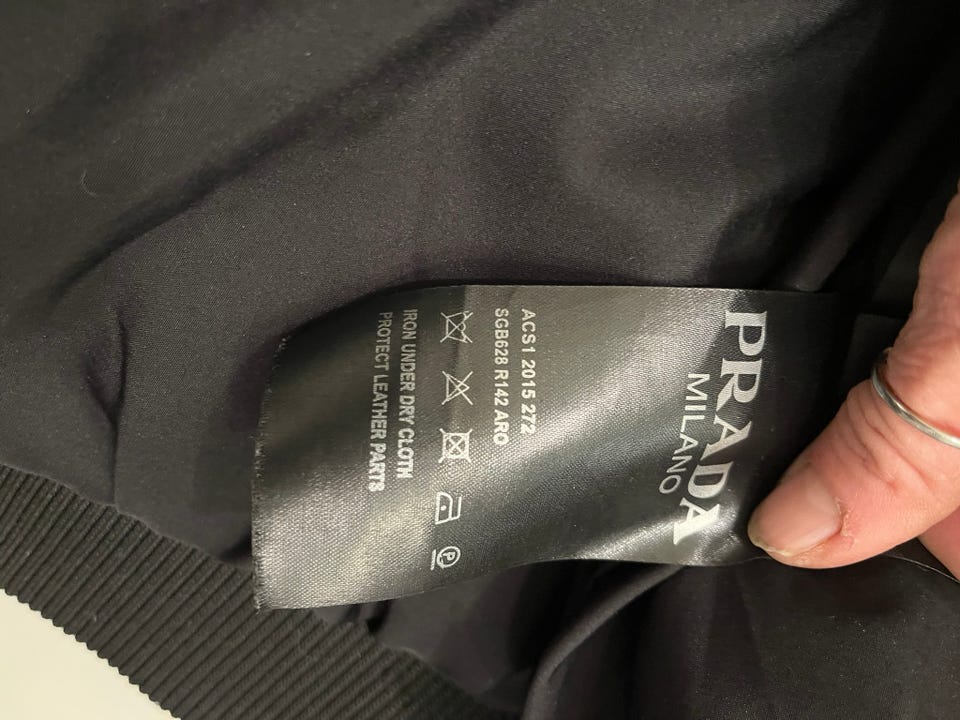 PRADA
MILANO
ACS1 2015 272
SGB628 R142 ARO
IRON UNDER DRY CLOTH
PROTECT LEATHER PARTS